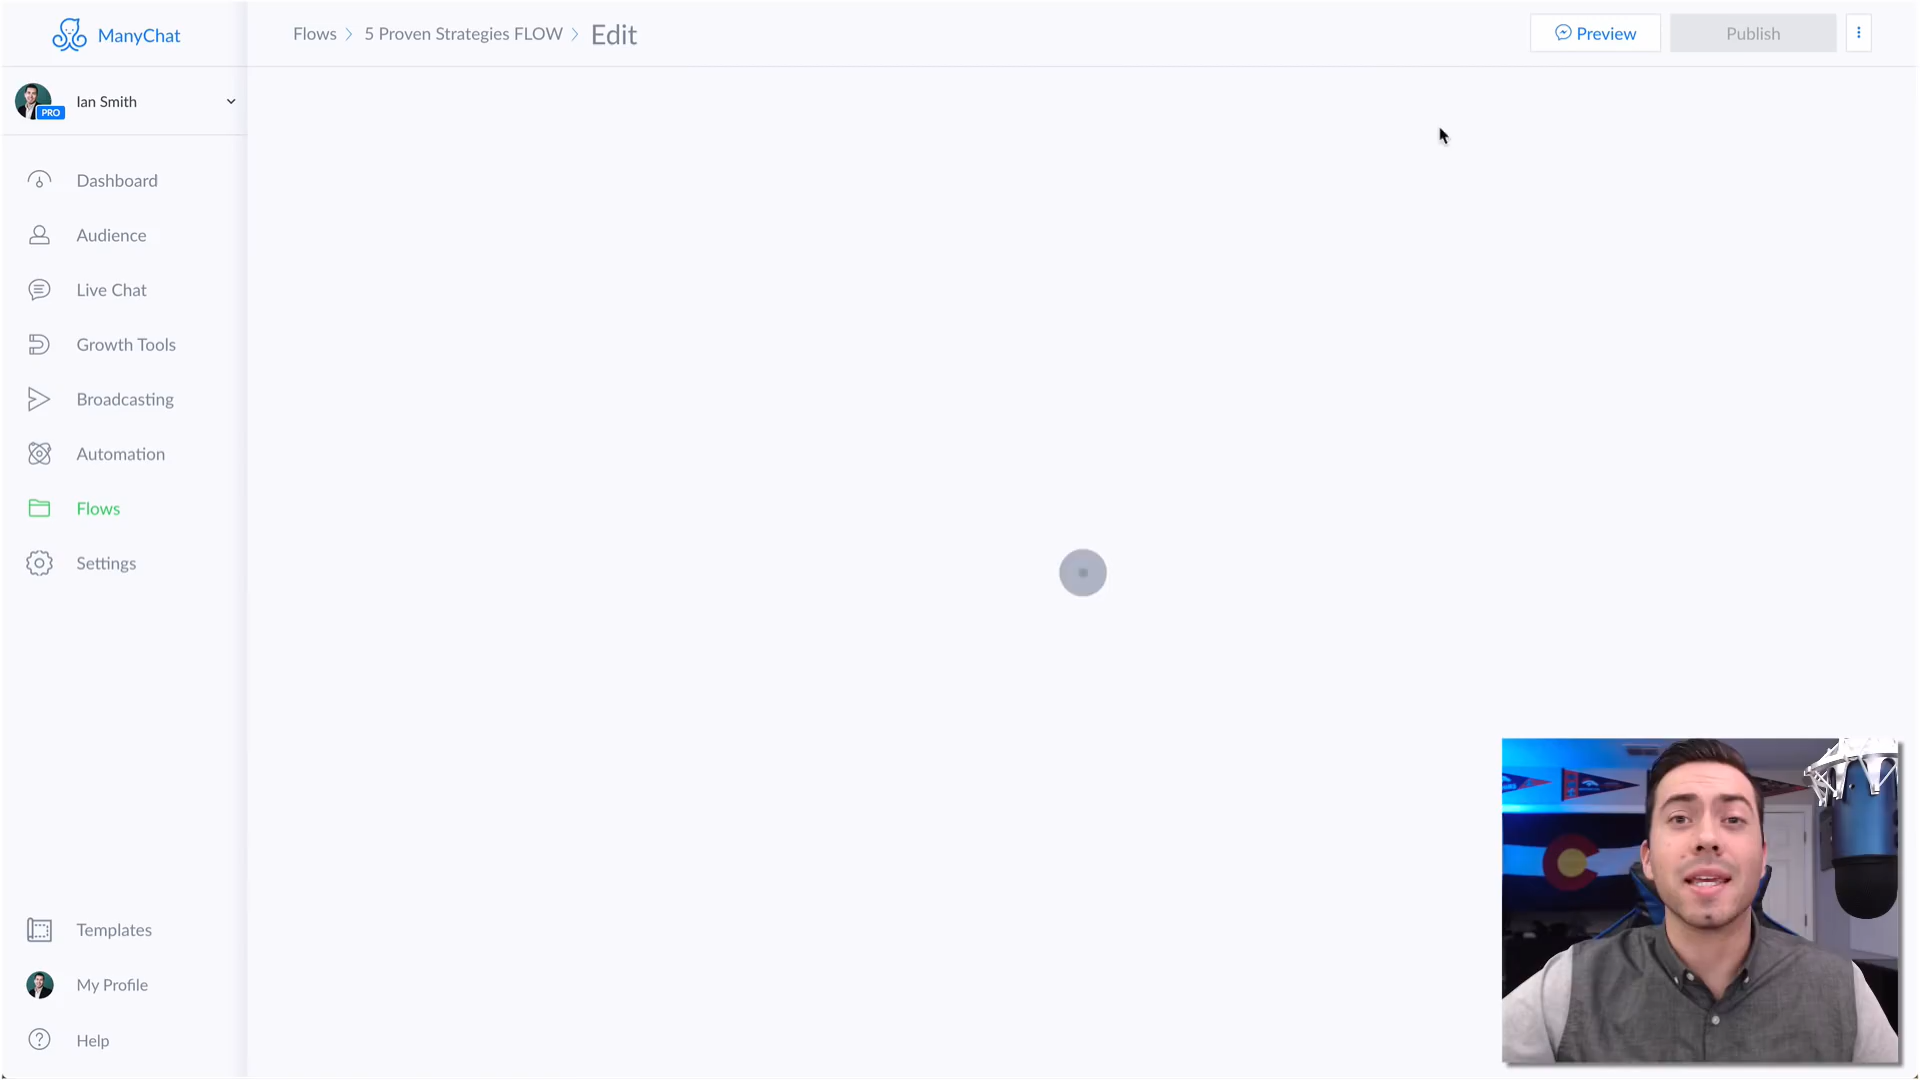 ManyChat
Flows > 5 Proven Strategies FLOW > Edit
Preview
Publish
Ian Smith
PRO
Dashboard
Audience
Live Chat
Growth Tools
Broadcasting
Automation
Flows
Settings
Templates
My Profile
Help